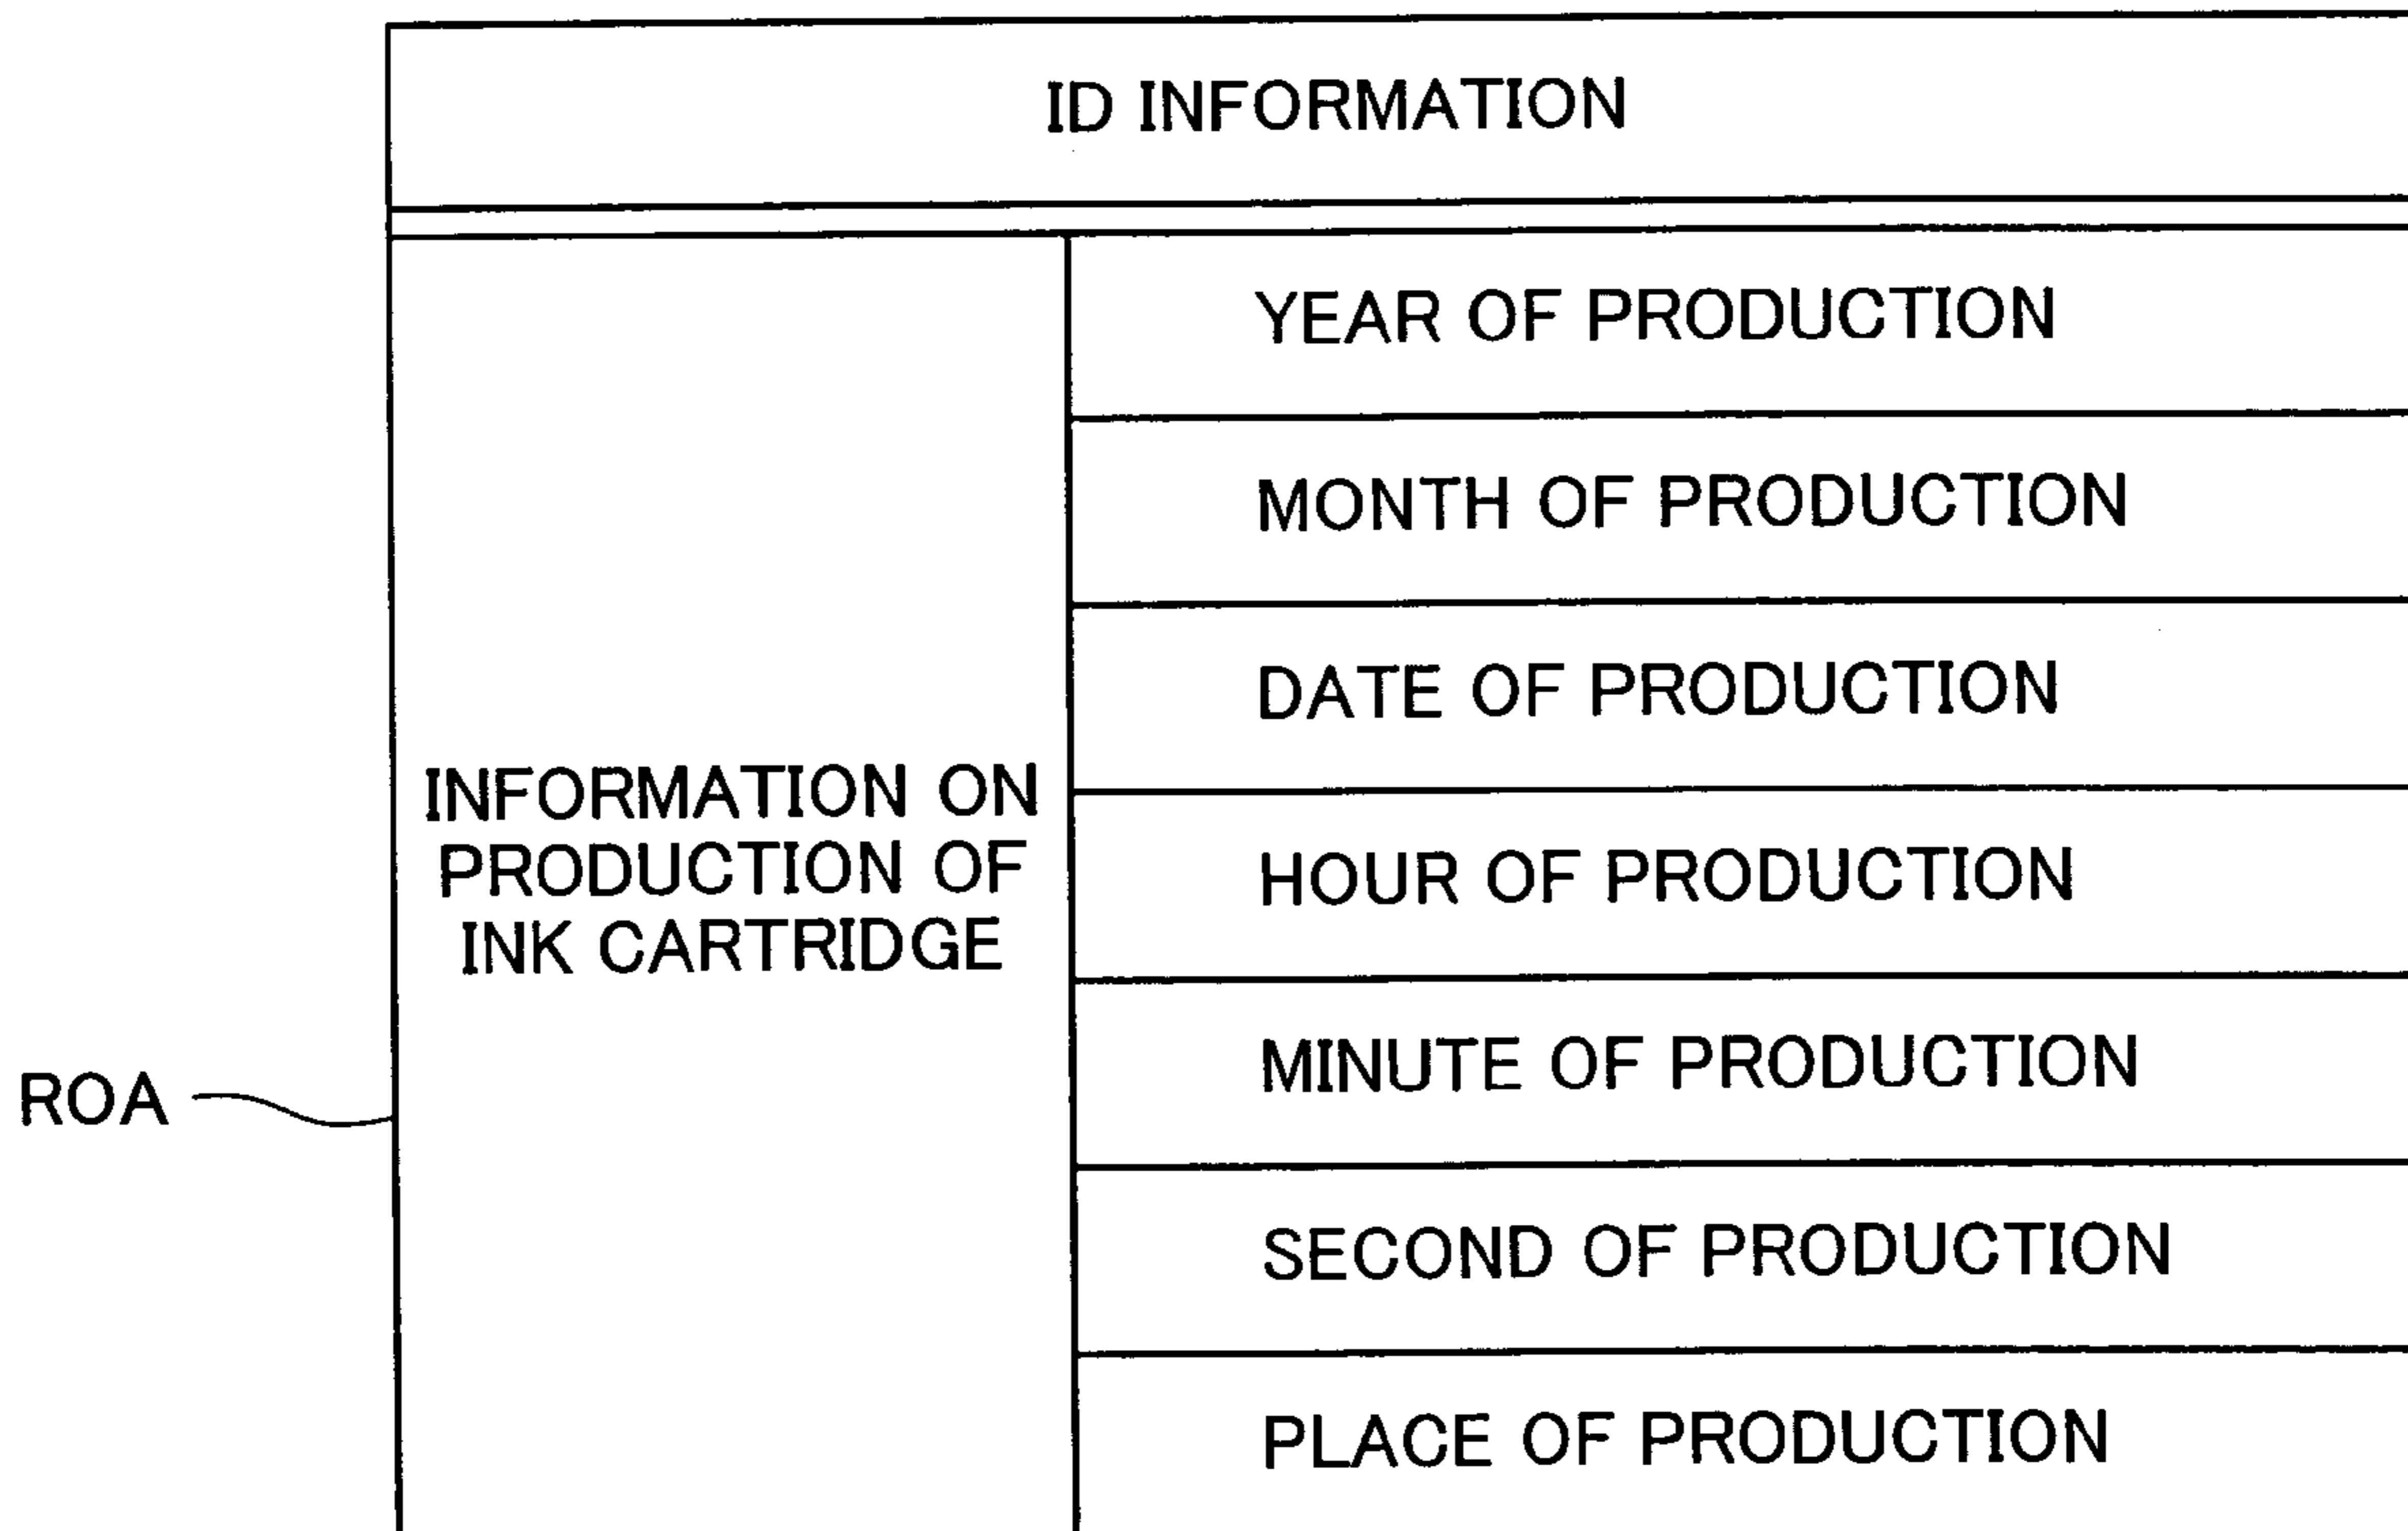 ID INFORMATION
YEAR OF PRODUCTION
MONTH OF PRODUCTION
DATE OF PRODUCTION
INFORMATION ON
PRODUCTION OF
INK CARTRIDGE
HOUR OF PRODUCTION
MINUTE OF PRODUCTION
ROA
SECOND OF PRODUCTION
PLACE OF PRODUCTION